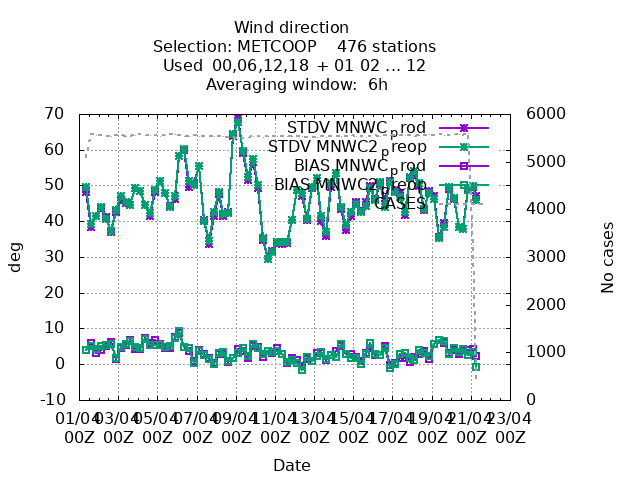 Wind direction
Selection: METCOOP 476 stations
Used 00,06,12,18 + 01 02 ... 12
Averaging window: 6h
70
60
50
40
30
20
10
0
-10
deg
6000
5000
4000
3000
2000
1000
0
No cases
STDV MNWC_prod
STDV MNWC2_preop
BIAS MNWC_prod
BIAS MNWC2_preop
CASES
01/04 03/04 05/04 07/04 09/04 11/04 13/04 15/04 17/04 19/04 21/04 23/04
00Z 00Z 00Z 00Z 00Z 00Z 00Z 00Z 00Z 00Z 00Z 00Z
Date